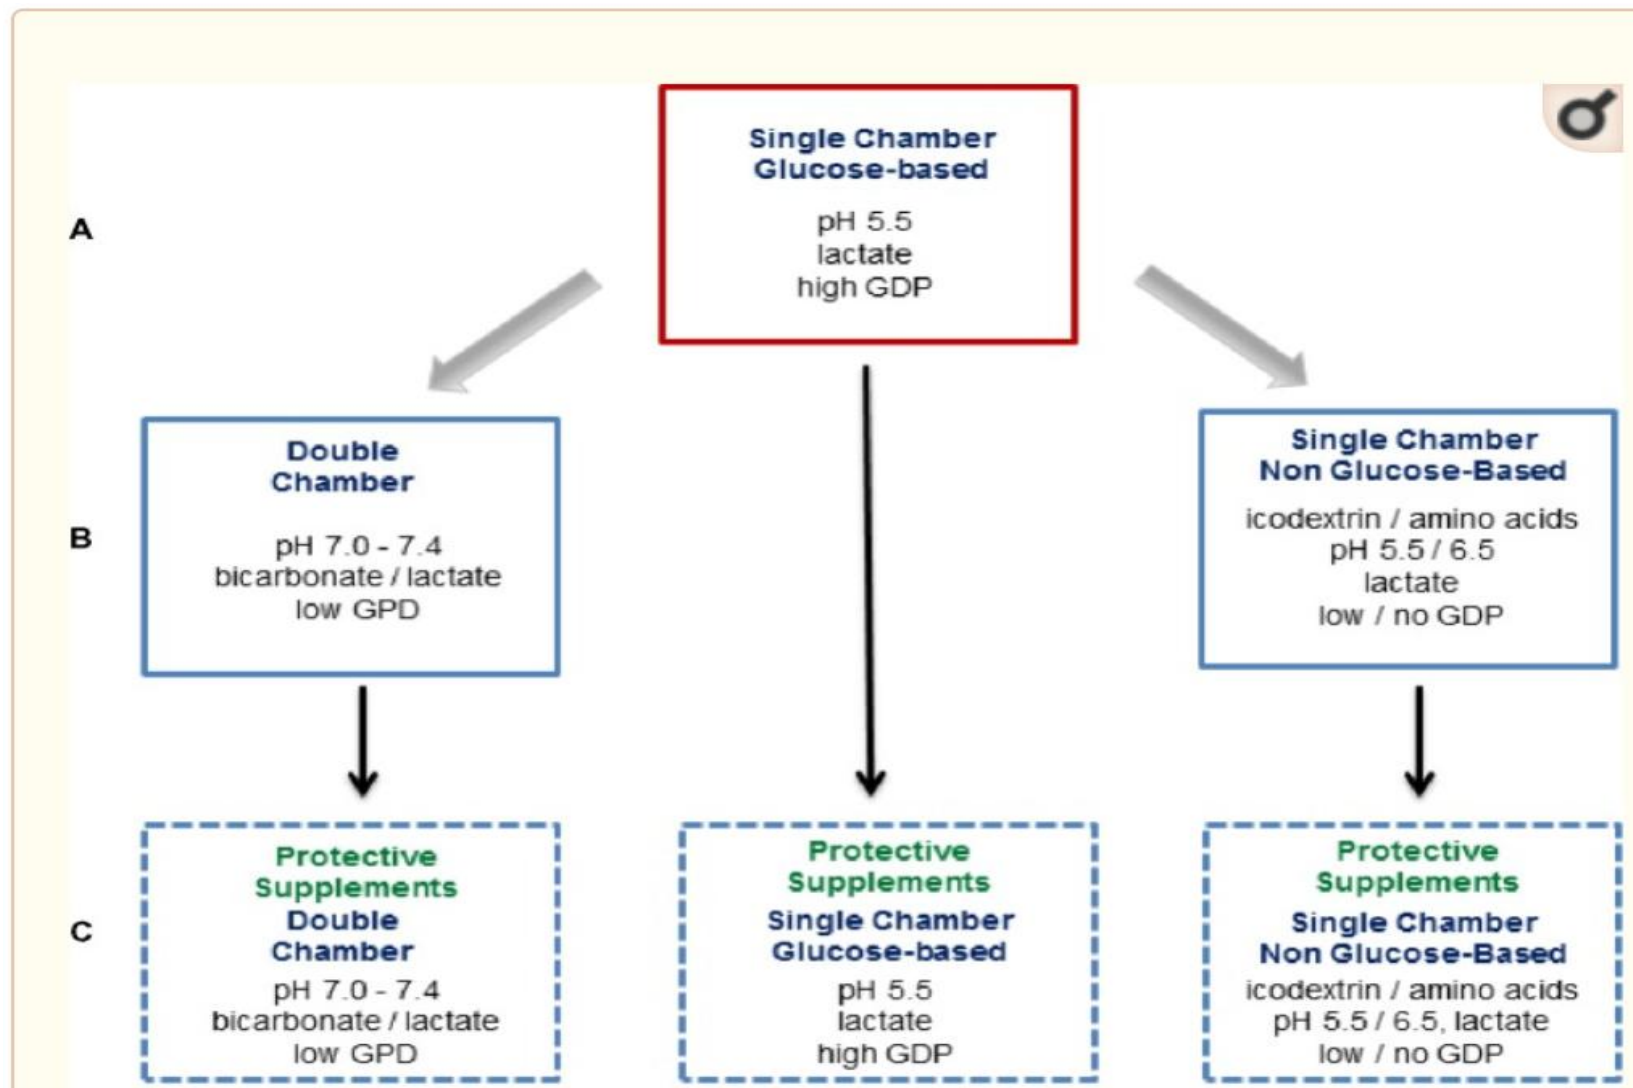 A
Single Chamber
Glucose-based
pH 5.5
lactate
high GDP
B
Double
Chamber
pH 7.0 - 7.4
bicarbonate / lactate
low GPD
Single Chamber
Non Glucose-Based
icodextrin / amino acids
pH 5.5 / 6.5
lactate
low / no GDP
C
Protective
Supplements
Double
Chamber
pH 7.0 - 7.4
bicarbonate / lactate
low GPD
Protective
Supplements
Single Chamber
Glucose-based
pH 5.5
lactate
high GDP
Protective
Supplements
Single Chamber
Non Glucose-Based
icodextrin / amino acids
pH 5.5 / 6.5, lactate
low / no GDP